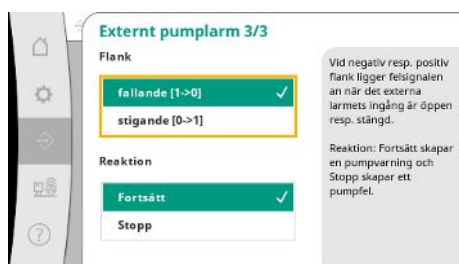 Externt pumplarm 3/3
Flank
fallande [1->0]
stigande [0->1]
Reaktion
Fortsätt
Stopp
Vid negativ resp. positiv
flank ligger felsignalen
an när det externa
larmets ingång är öppen
resp. stängd.
Reaktion: Fortsätt skapar
en pumpvarning och
Stopp skapar ett
pumpfel.